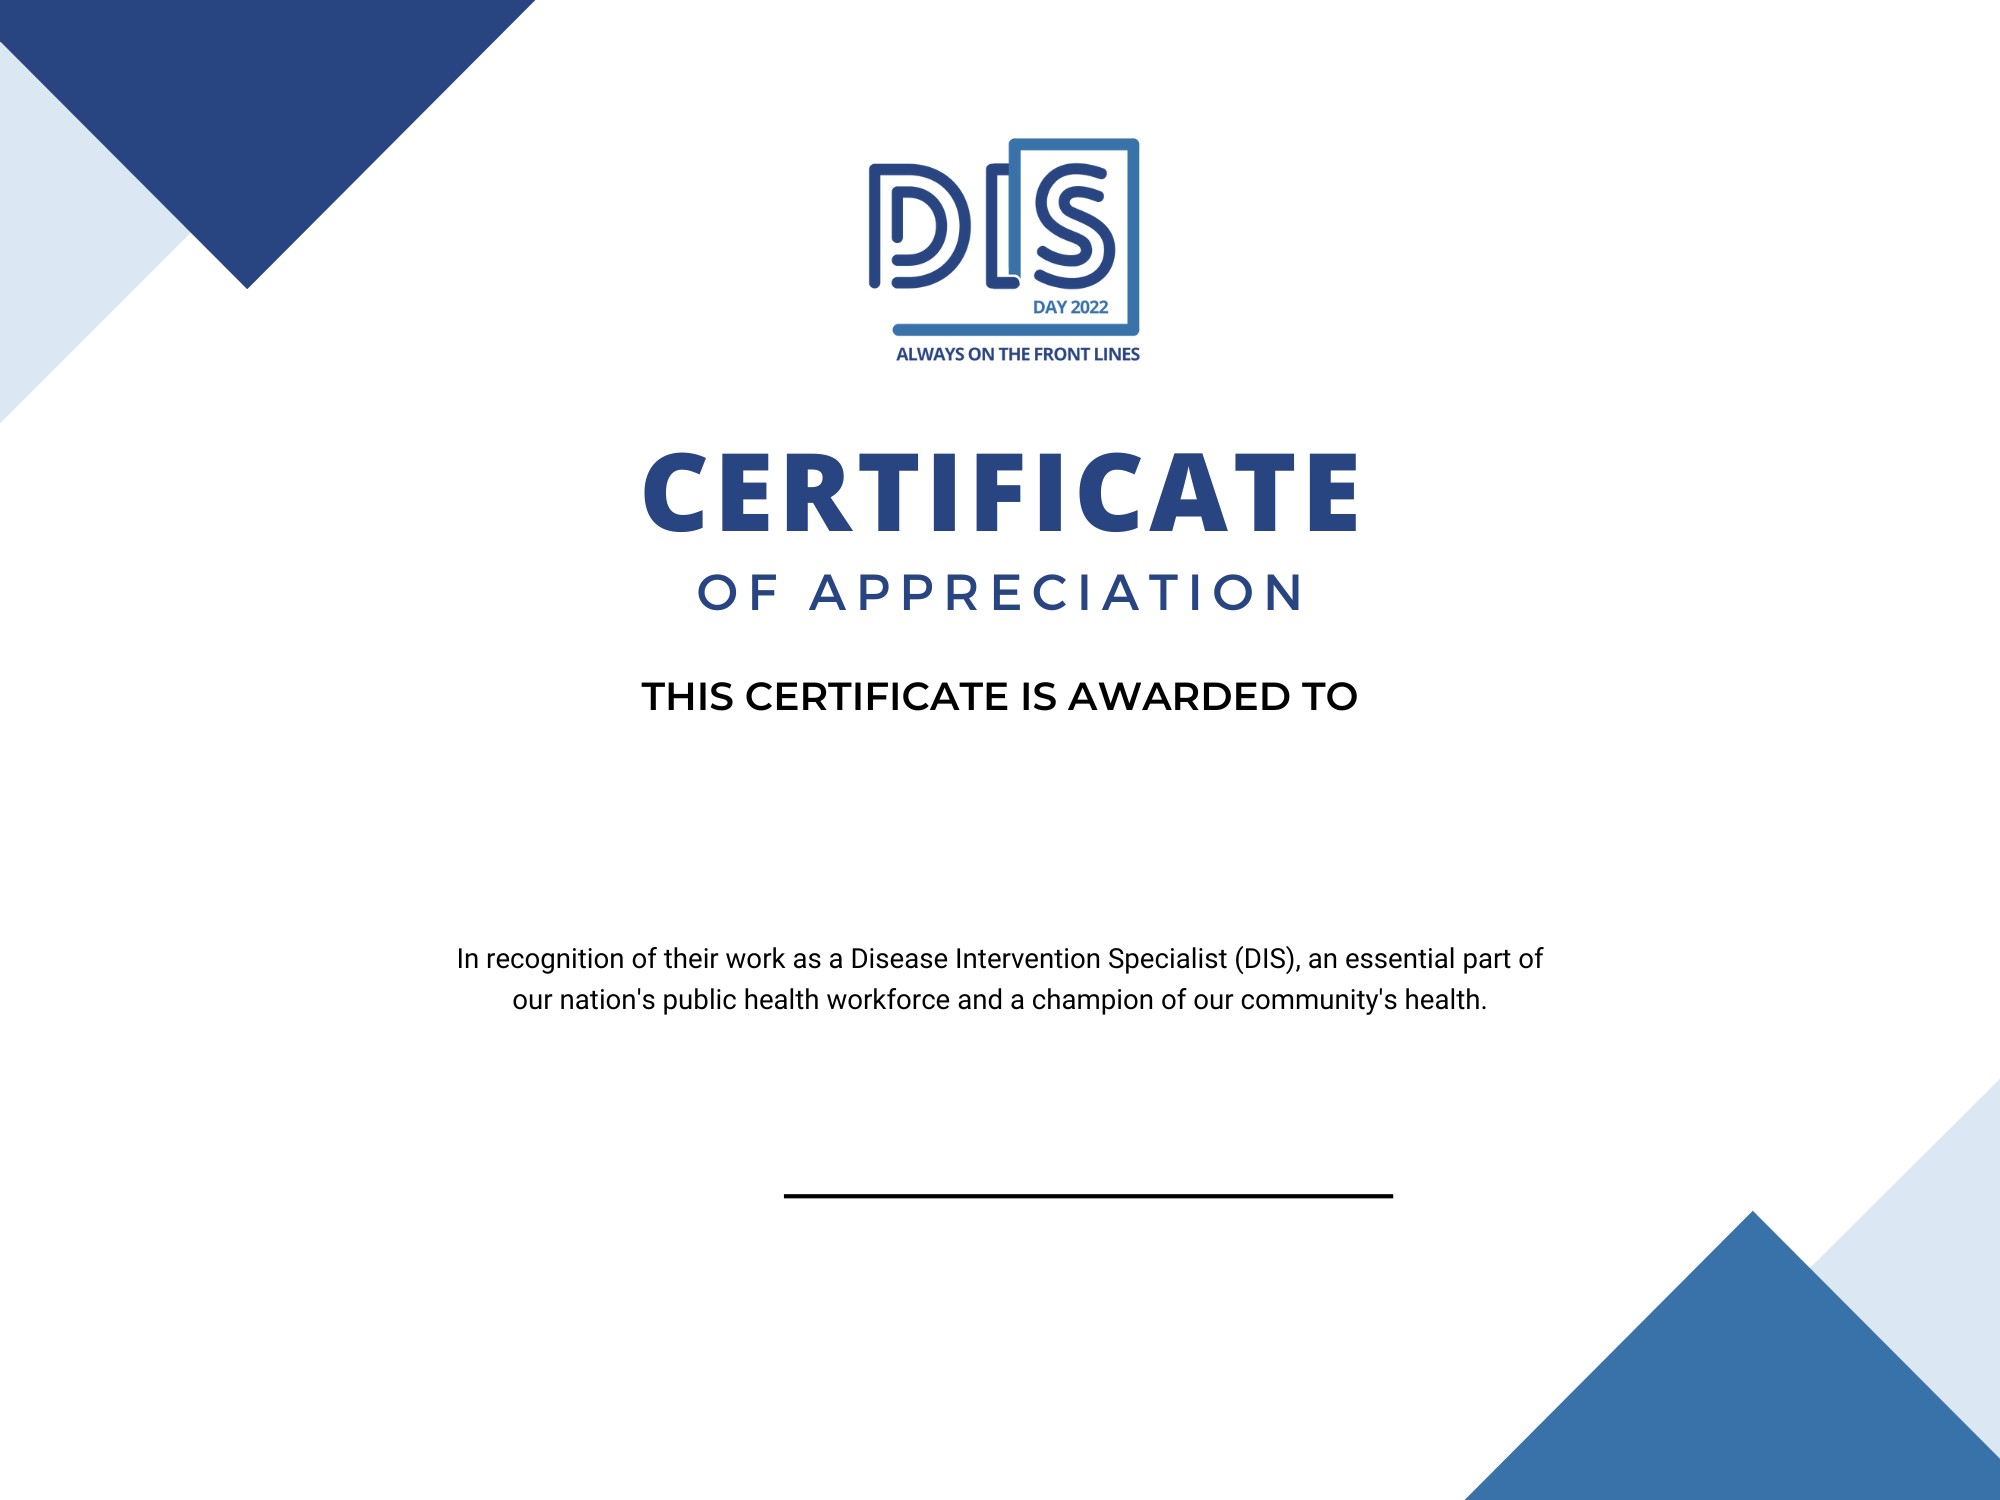 DIS
DAY 2022
ALWAYS ON THE FRONT LINES
CERTIFICATE
OF APPRECIATION
THIS CERTIFICATE IS AWARDED TO
In recognition of their work as a Disease Intervention Specialist (DIS), an essential part of
our nation's public health workforce and a champion of our community's health.